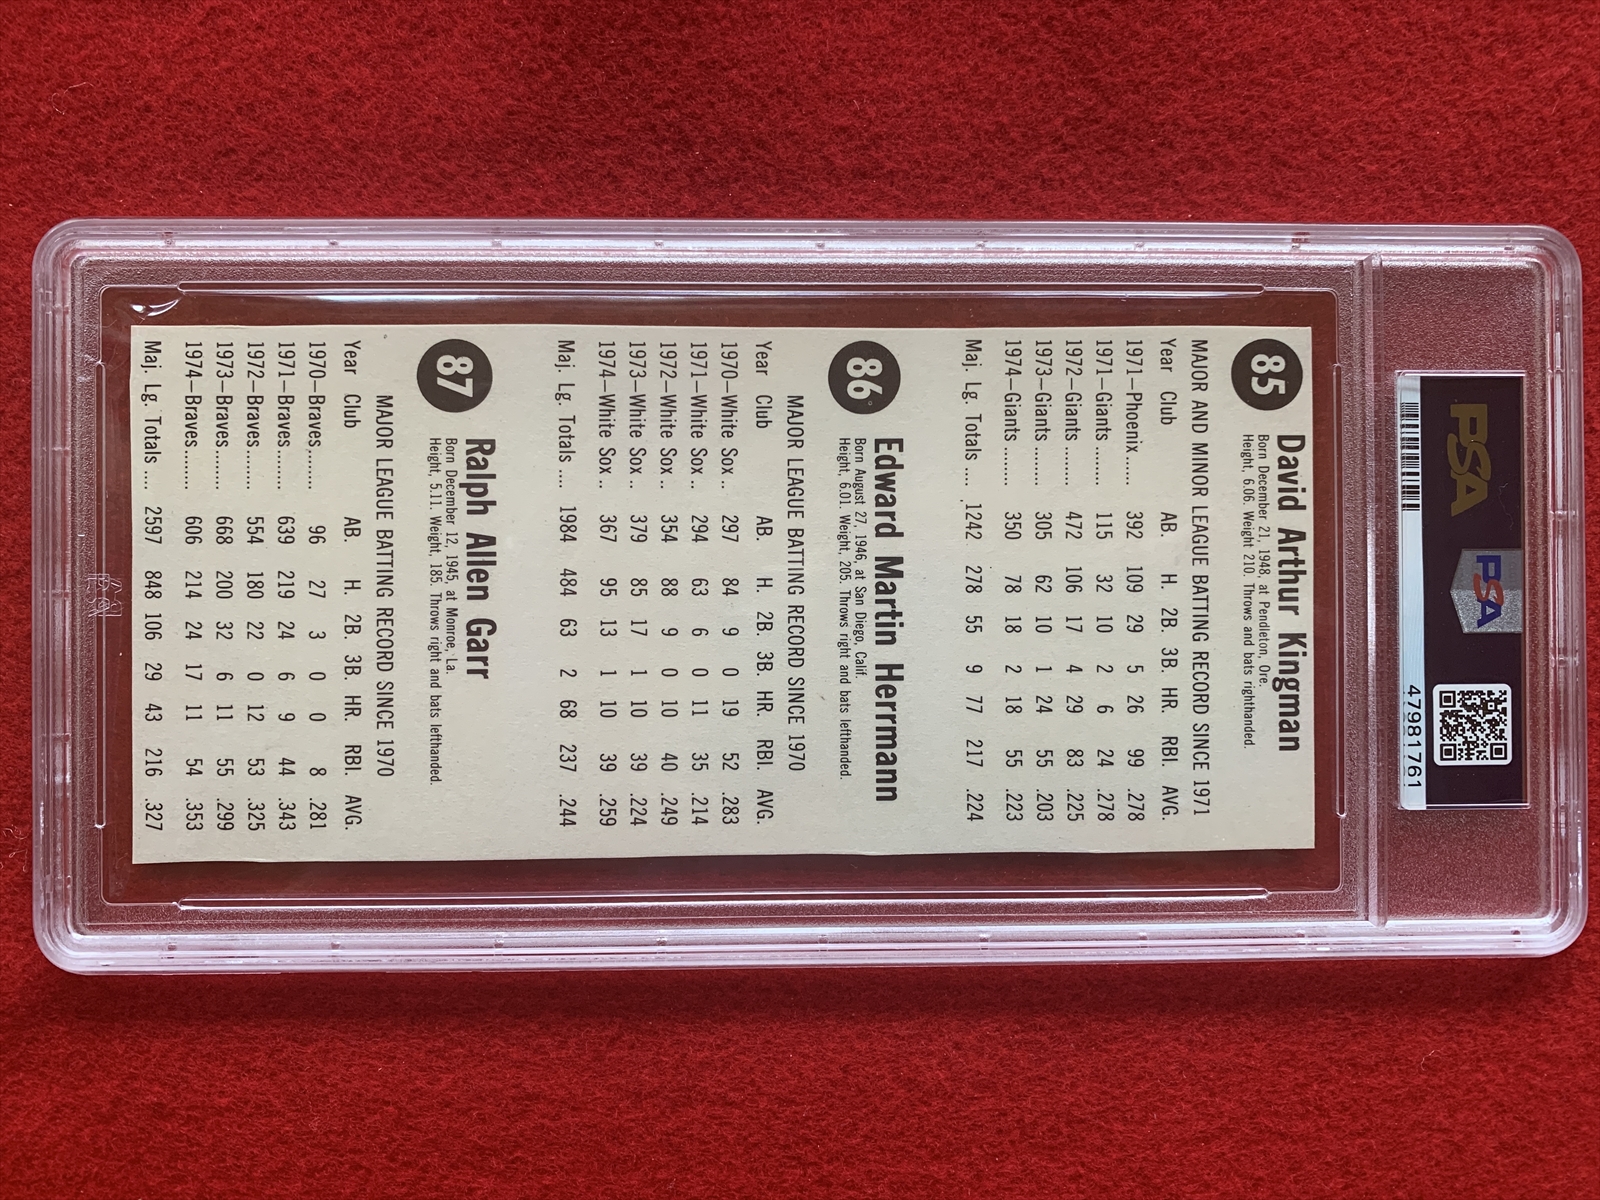 PSA
PSA
47981761
85 David Arthur Kingman
Born December 21, 1948, at Pendleton, Ore.
Height, 6.06. Weight 210. Throws and bats righthanded.
MAJOR AND MINOR LEAGUE BATTING RECORD SINCE 1971
Year Club AB. H. 2B. 3B. HR. RBI. AVG.
1971—Phoenix ..... 392 109 29 5 26 99 .278
1971—Giants ........ 115 32 10 2 6 24 .278
1972—Giants ........ 472 106 17 4 29 83 .225
1973—Giants ........ 305 62 10 1 24 55 .203
1974—Giants ........ 350 78 18 2 18 55 .223
Maj. Lg. Totals .... 1242 278 55 9 77 217 .224
86 Edward Martin Herrmann
Born August 27, 1946, at San Diego, Calif.
Height, 6.01. Weight, 205. Throws right and bats lefthanded.
MAJOR LEAGUE BATTING RECORD SINCE 1970
Year Club AB. H. 2B. 3B. HR. RBI. AVG.
1970—White Sox .. 297 84 9 0 19 52 .283
1971—White Sox .. 294 63 6 0 11 35 .214
1972—White Sox .. 354 88 9 0 10 40 .249
1973—White Sox .. 379 85 17 1 10 39 .224
1974—White Sox .. 367 95 13 1 10 39 .259
Maj. Lg. Totals .... 1984 484 63 2 68 237 .244
87 Ralph Allen Garr
Born December 12, 1945, at Monroe, La.
Height, 5.11. Weight, 185. Throws right and bats lefthanded.
MAJOR LEAGUE BATTING RECORD SINCE 1970
Year Club AB. H. 2B. 3B. HR. RBI. AVG.
1970—Braves........ 96 27 3 0 0 8 .281
1971—Braves........ 639 219 24 6 9 44 .343
1972—Braves........ 554 180 22 0 12 53 .325
1973—Braves........ 668 200 32 6 11 55 .299
1974—Braves........ 606 214 24 17 11 54 .353
Maj. Lg. Totals .... 2597 848 106 29 43 216 .327